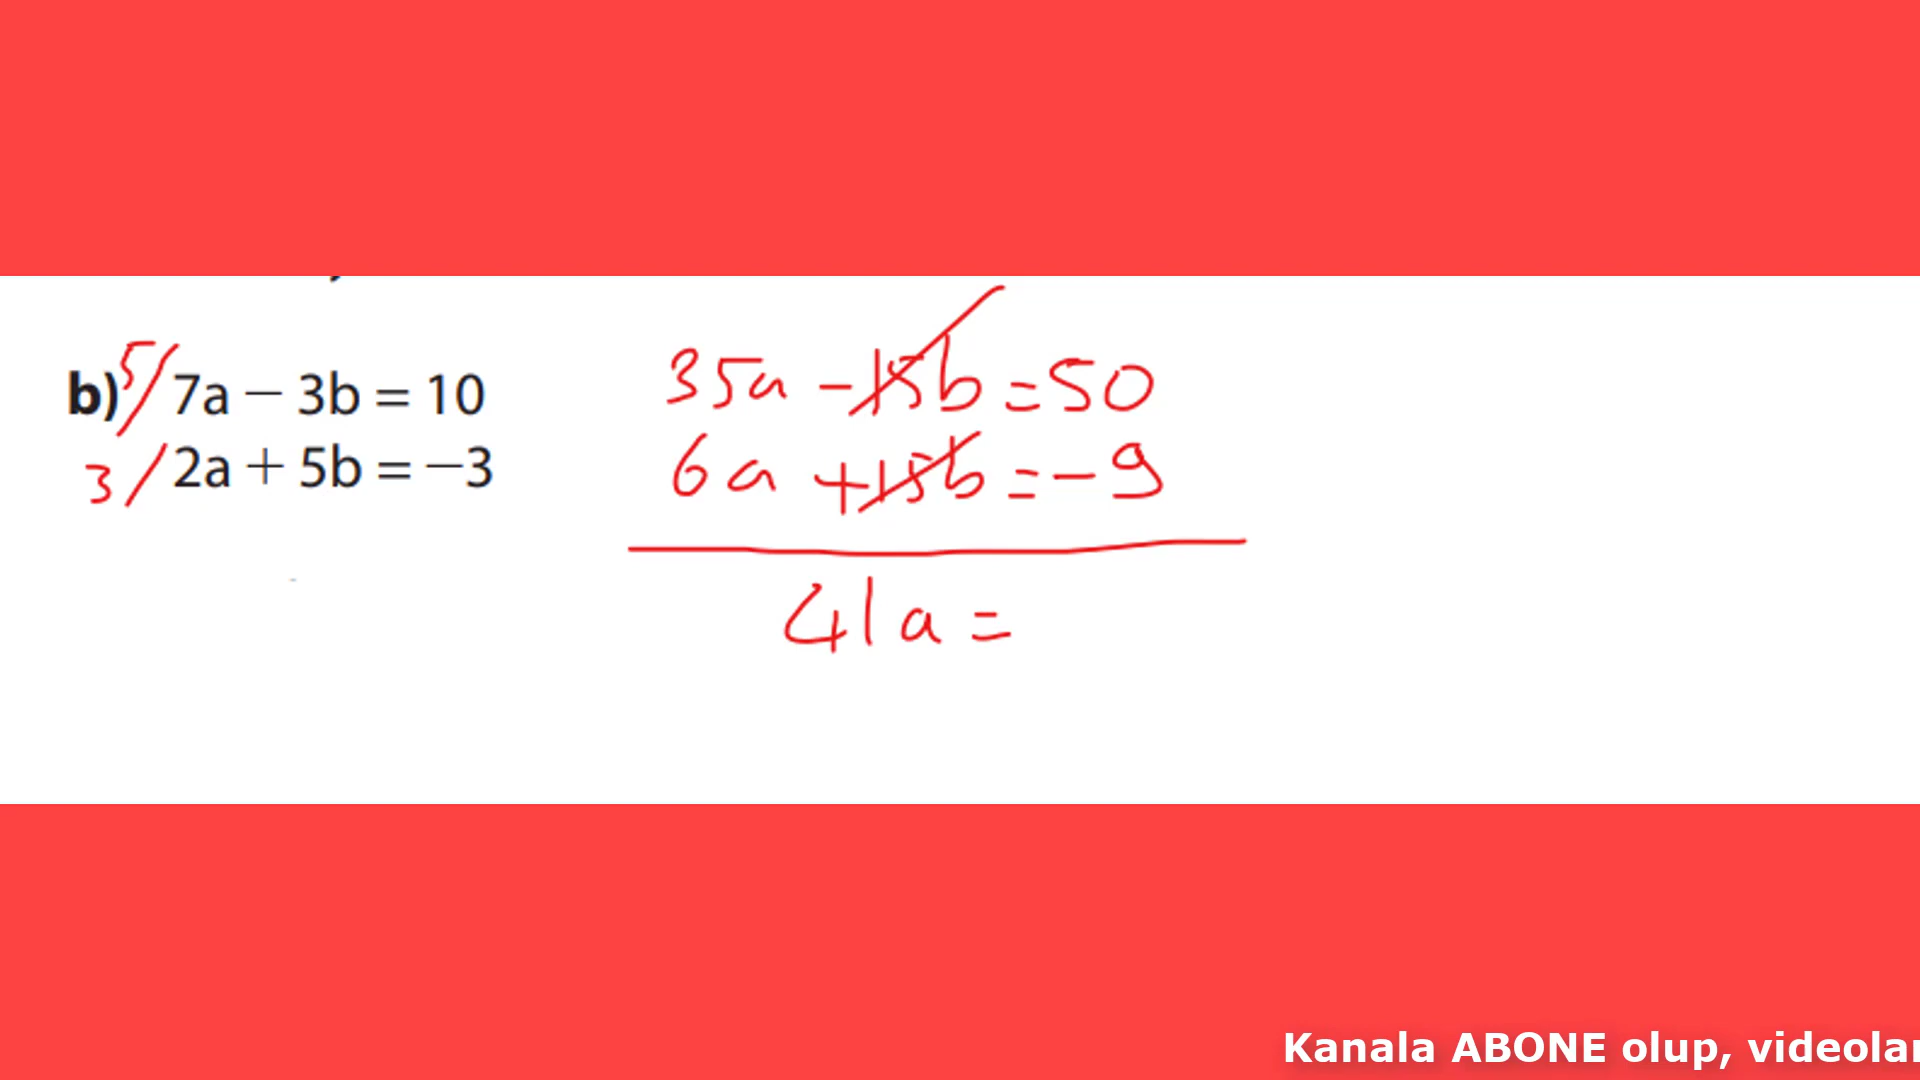 b) 5/ 7a − 3b = 10
3/ 2a + 5b = −3
35a − 15b = 50
6a + 15b = −9
41a =
Kanala ABONE olup, videolar